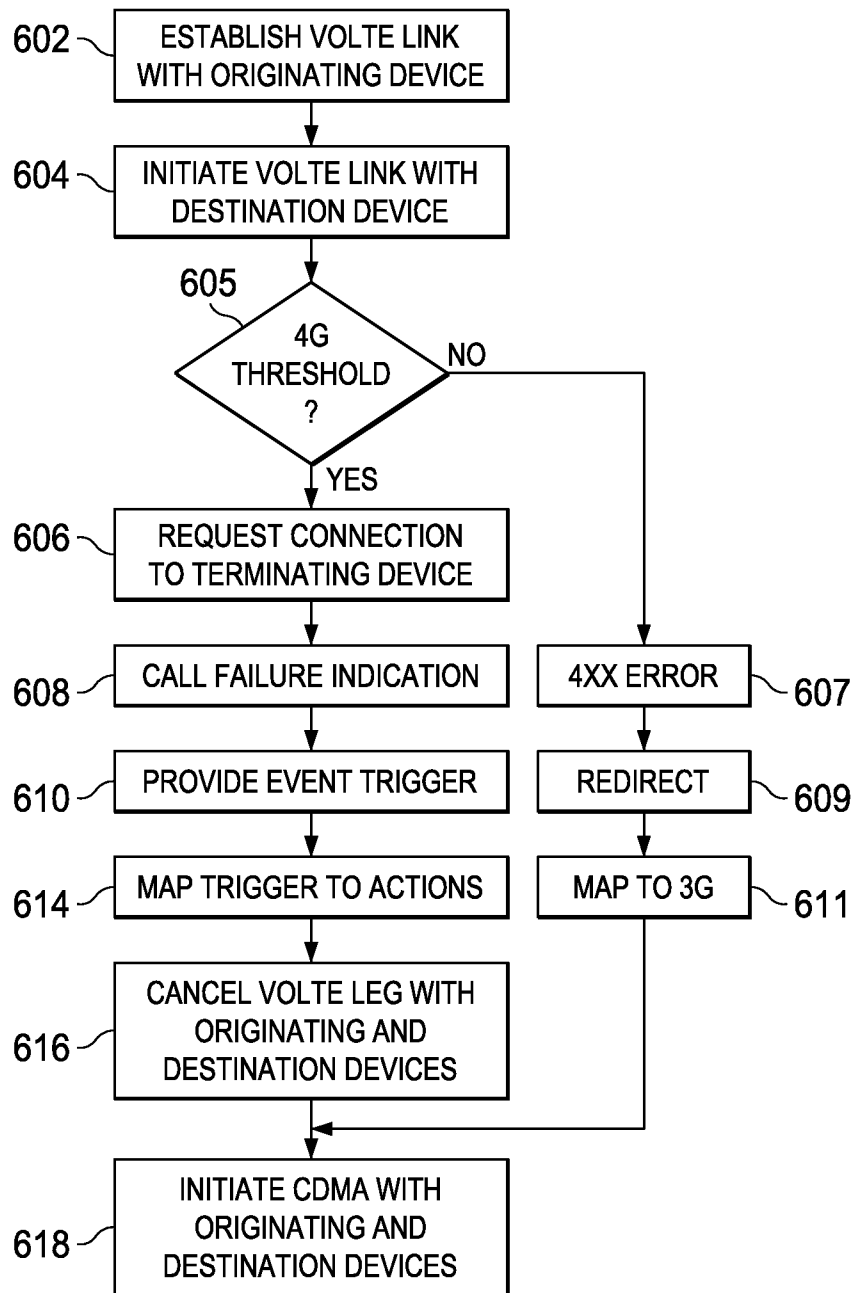 602
ESTABLISH VOLTE LINK
WITH ORIGINATING DEVICE
604
INITIATE VOLTE LINK WITH
DESTINATION DEVICE
605
4G
THRESHOLD
?
NO
YES
606
REQUEST CONNECTION
TO TERMINATING DEVICE
608
CALL FAILURE INDICATION
4XX ERROR
607
610
PROVIDE EVENT TRIGGER
REDIRECT
609
614
MAP TRIGGER TO ACTIONS
MAP TO 3G
611
616
CANCEL VOLTE LEG WITH
ORIGINATING AND
DESTINATION DEVICES
618
INITIATE CDMA WITH
ORIGINATING AND
DESTINATION DEVICES